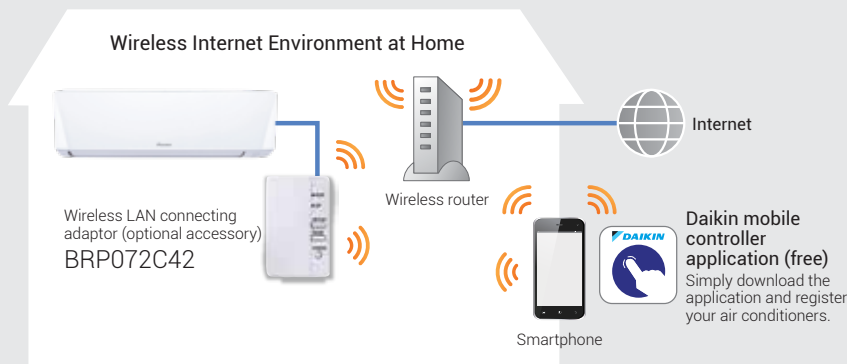 Wireless Internet Environment at Home
Internet
Wireless router
Wireless LAN connecting
adaptor (optional accessory)
BRP072C42
DAIKIN
Daikin mobile
controller
application (free)
Simply download the
application and register
your air conditioners.
Smartphone